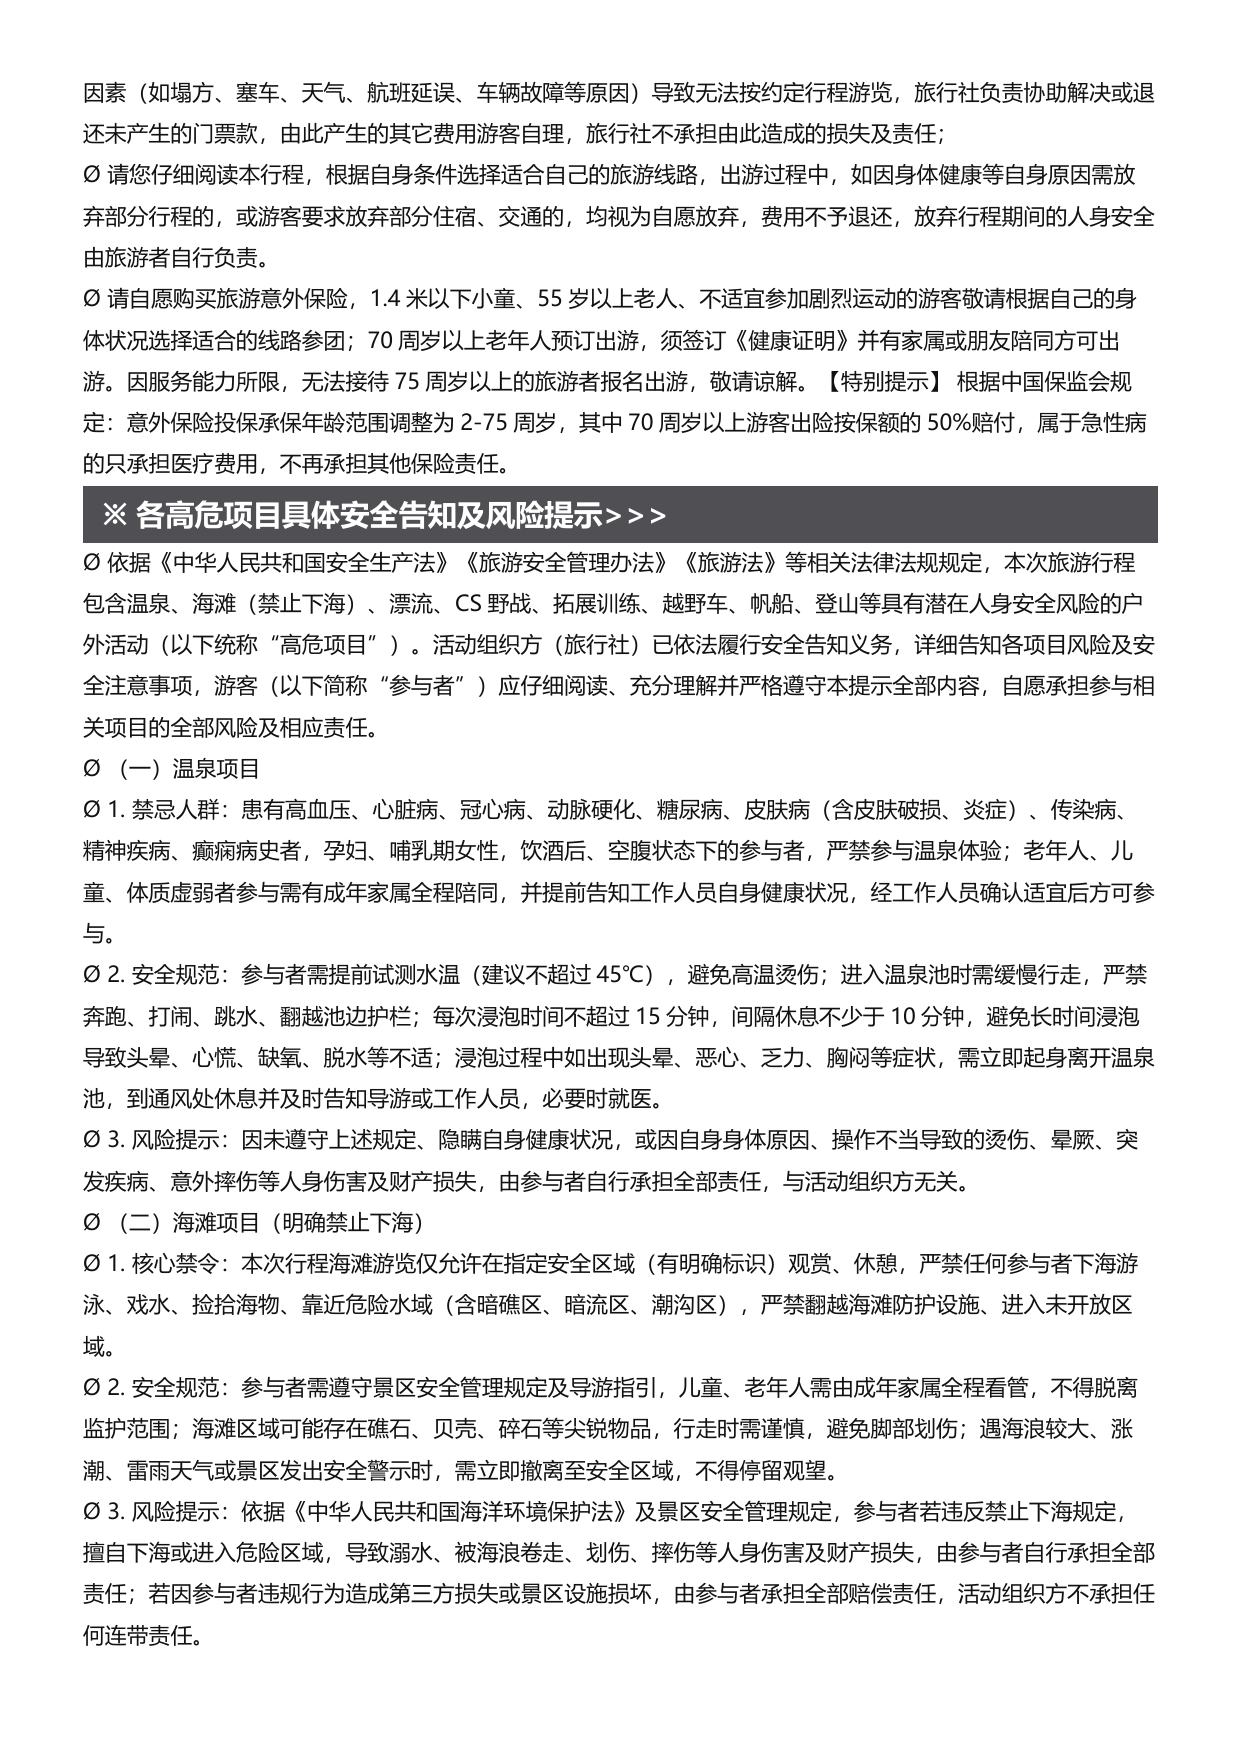 因素（如塌方、塞车、天气、航班延误、车辆故障等原因）导致无法按约定行程游览，旅行社负责协助解决或退
还未产生的门票款，由此产生的其它费用游客自理，旅行社不承担由此造成的损失及责任；
Ø 请您仔细阅读本行程，根据自身条件选择适合自己的旅游线路，出游过程中，如因身体健康等自身原因需放
弃部分行程的，或游客要求放弃部分住宿、交通的，均视为自愿放弃，费用不予退还，放弃行程期间的人身安全
由旅游者自行负责。
Ø 请自愿购买旅游意外保险，1.4 米以下小童、55 岁以上老人、不适宜参加剧烈运动的游客敬请根据自己的身
体状况选择适合的线路参团；70 周岁以上老年人预订出游，须签订《健康证明》并有家属或朋友陪同方可出
游。因服务能力所限，无法接待 75 周岁以上的旅游者报名出游，敬请谅解。【特别提示】 根据中国保监会规
定：意外保险投保承保年龄范围调整为 2-75 周岁，其中 70 周岁以上游客出险按保额的 50%赔付，属于急性病
的只承担医疗费用，不再承担其他保险责任。
※ 各高危项目具体安全告知及风险提示>>>
Ø 依据《中华人民共和国安全生产法》《旅游安全管理办法》《旅游法》等相关法律法规规定，本次旅游行程
包含温泉、海滩（禁止下海）、漂流、CS 野战、拓展训练、越野车、帆船、登山等具有潜在人身安全风险的户
外活动（以下统称“高危项目”）。活动组织方（旅行社）已依法履行安全告知义务，详细告知各项目风险及安
全注意事项，游客（以下简称“参与者”）应仔细阅读、充分理解并严格遵守本提示全部内容，自愿承担参与相
关项目的全部风险及相应责任。
Ø （一）温泉项目
Ø 1. 禁忌人群：患有高血压、心脏病、冠心病、动脉硬化、糖尿病、皮肤病（含皮肤破损、炎症）、传染病、
精神疾病、癫痫病史者，孕妇、哺乳期女性，饮酒后、空腹状态下的参与者，严禁参与温泉体验；老年人、儿
童、体质虚弱者参与需有成年家属全程陪同，并提前告知工作人员自身健康状况，经工作人员确认适宜后方可参
与。
Ø 2. 安全规范：参与者需提前试测水温（建议不超过 45℃），避免高温烫伤；进入温泉池时需缓慢行走，严禁
奔跑、打闹、跳水、翻越池边护栏；每次浸泡时间不超过 15 分钟，间隔休息不少于 10 分钟，避免长时间浸泡
导致头晕、心慌、缺氧、脱水等不适；浸泡过程中如出现头晕、恶心、乏力、胸闷等症状，需立即起身离开温泉
池，到通风处休息并及时告知导游或工作人员，必要时就医。
Ø 3. 风险提示：因未遵守上述规定、隐瞒自身健康状况，或因自身身体原因、操作不当导致的烫伤、晕厥、突
发疾病、意外摔伤等人身伤害及财产损失，由参与者自行承担全部责任，与活动组织方无关。
Ø （二）海滩项目（明确禁止下海）
Ø 1. 核心禁令：本次行程海滩游览仅允许在指定安全区域（有明确标识）观赏、休憩，严禁任何参与者下海游
泳、戏水、捡拾海物、靠近危险水域（含暗礁区、暗流区、潮沟区），严禁翻越海滩防护设施、进入未开放区
域。
Ø 2. 安全规范：参与者需遵守景区安全管理规定及导游指引，儿童、老年人需由成年家属全程看管，不得脱离
监护范围；海滩区域可能存在礁石、贝壳、碎石等尖锐物品，行走时需谨慎，避免脚部划伤；遇海浪较大、涨
潮、雷雨天气或景区发出安全警示时，需立即撤离至安全区域，不得停留观望。
Ø 3. 风险提示：依据《中华人民共和国海洋环境保护法》及景区安全管理规定，参与者若违反禁止下海规定，
擅自下海或进入危险区域，导致溺水、被海浪卷走、划伤、摔伤等人身伤害及财产损失，由参与者自行承担全部
责任；若因参与者违规行为造成第三方损失或景区设施损坏，由参与者承担全部赔偿责任，活动组织方不承担任
何连带责任。